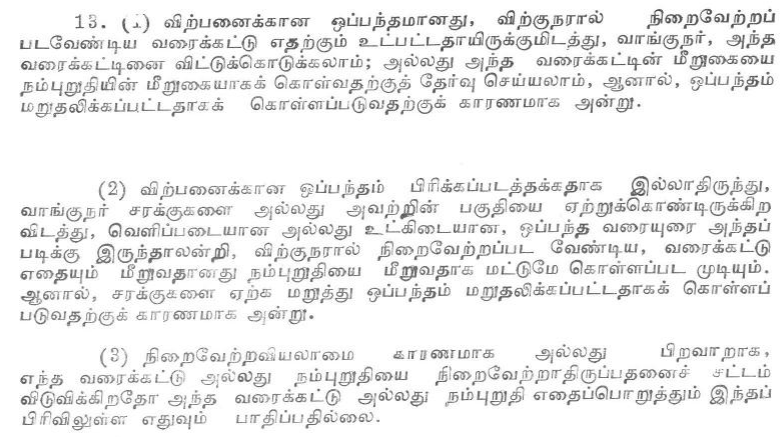 13. (1) விற்பனைக்கான ஒப்பந்தமானது, விற்குநரால் நிறைவேற்றப்
படவேண்டிய வரைக்கட்டு எதற்கும் உட்பட்டதாயிருக்குமிடத்து, வாங்குநர், அந்த
வரைக்கட்டினை விட்டுக்கொடுக்கலாம்; அல்லது அந்த வரைக்கட்டின் மீறுகையை
நம்புறுதியின் மீறுகையாகக் கொள்வதற்குத் தேர்வு செய்யலாம், ஆனால், ஒப்பந்தம்
மறுதலிக்கப்பட்டதாகக் கொள்ளப்படுவதற்குக் காரணமாக அன்று.
(2) விற்பனைக்கான ஒப்பந்தம் பிரிக்கப்படத்தக்கதாக இல்லாதிருந்து,
வாங்குநர் சரக்குகளை அல்லது அவற்றின் பகுதியை ஏற்றுக்கொண்டிருக்கிற
விடத்து, வெளிப்படையான அல்லது உட்கிடையான, ஒப்பந்த வரையுரை அந்தப்
படிக்கு இருந்தாலன்றி, விற்குநரால் நிறைவேற்றப்பட வேண்டிய, வரைக்கட்டு
எதையும் மீறுவதானது நம்புறுதியை மீறுவதாக மட்டுமே கொள்ளப்பட முடியும்.
ஆனால், சரக்குகளை ஏற்க மறுத்து ஒப்பந்தம் மறுதலிக்கப்பட்டதாகக் கொள்ளப்
படுவதற்குக் காரணமாக அன்று.
(3) நிறைவேற்றவியலாமை காரணமாக அல்லது பிறவாறாக,
எந்த வரைக்கட்டு அல்லது நம்புறுதியை நிறைவேற்றாதிருப்பதனைச் சட்டம்
விடுவிக்கிறதோ அந்த வரைக்கட்டு அல்லது நம்புறுதி எதைப்பொறுத்தும் இந்தப்
பிரிவிலுள்ள எதுவும் பாதிப்பதில்லை.